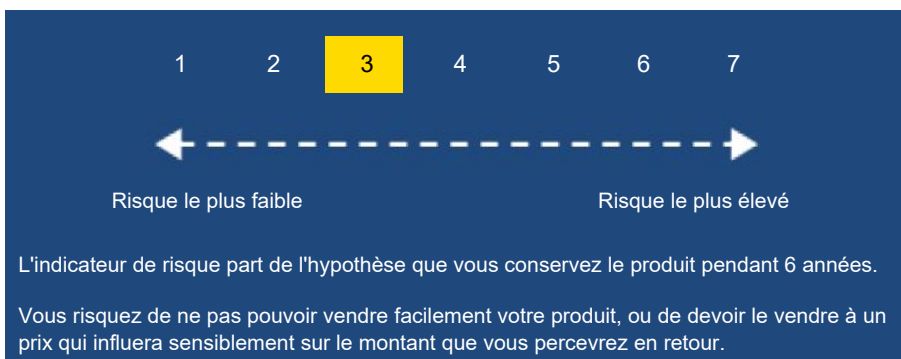 1 2 3 4 5 6 7
Risque le plus faible Risque le plus élevé
L'indicateur de risque part de l'hypothèse que vous conservez le produit pendant 6 années.
Vous risquez de ne pas pouvoir vendre facilement votre produit, ou de devoir le vendre à un
prix qui influera sensiblement sur le montant que vous percevrez en retour.